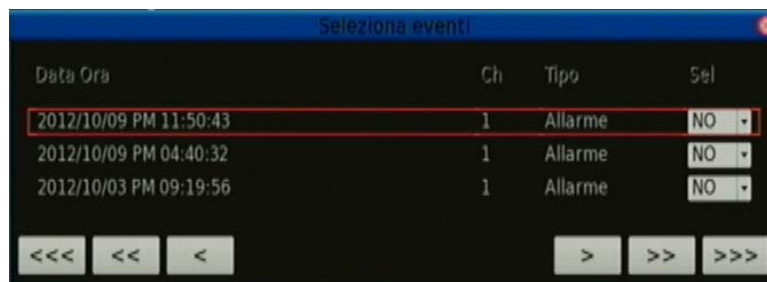 Seleziona eventi
Data Ora Ch Tipo Sel
2012/10/09 PM 11:50:43 1 Allarme NO
2012/10/09 PM 04:40:32 1 Allarme NO
2012/10/03 PM 09:19:56 1 Allarme NO
<<< << < > >> >>>